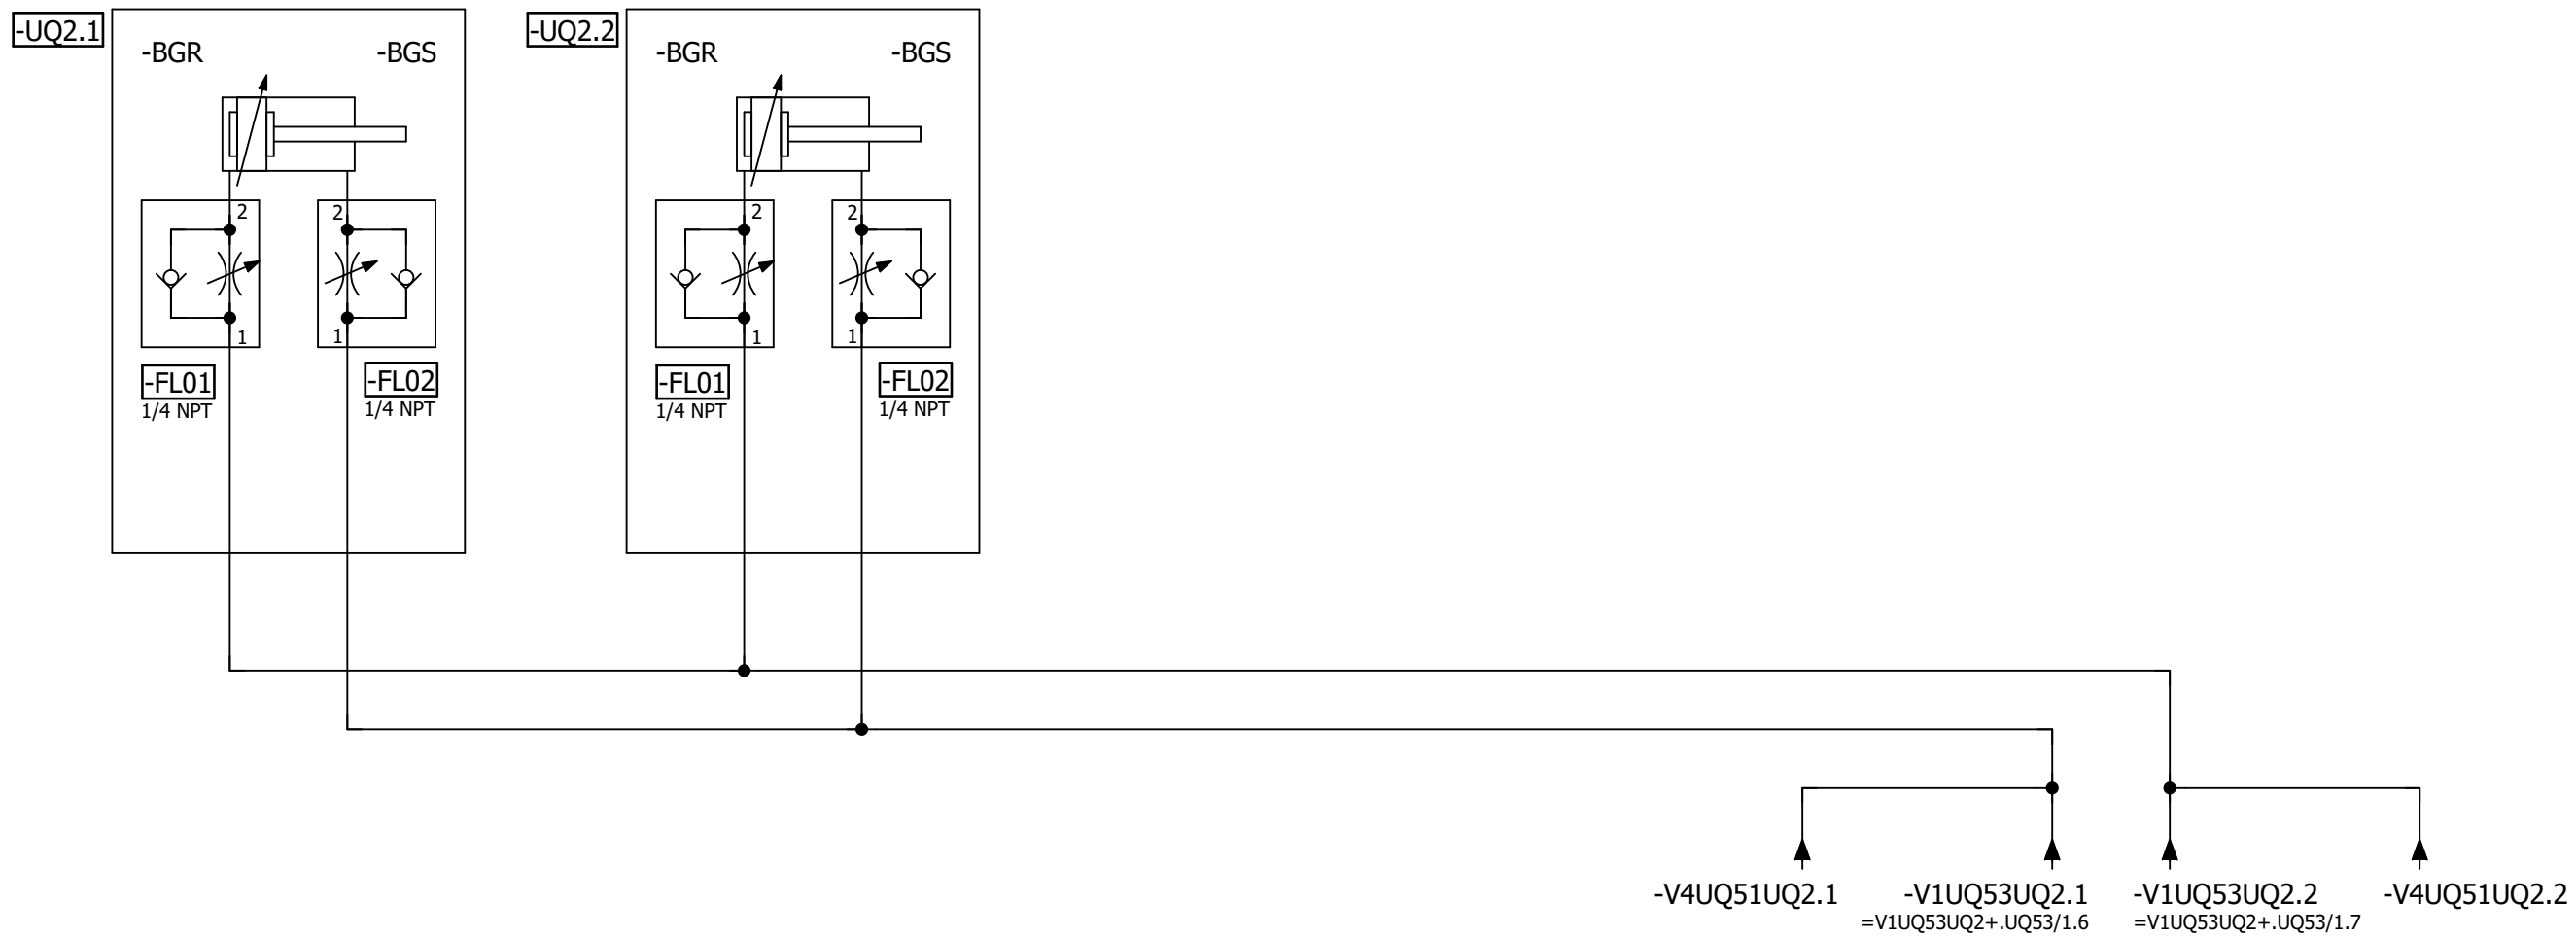 -UQ2.1
-BGR
-BGS
-UQ2.2
-BGR
-BGS
2
2
2
2
1
1
1
1
-FL01
1/4 NPT
-FL02
1/4 NPT
-FL01
1/4 NPT
-FL02
1/4 NPT
-V4UQ51UQ2.1
-V1UQ53UQ2.1
=V1UQ53UQ2+.UQ53/1.6
-V1UQ53UQ2.2
=V1UQ53UQ2+.UQ53/1.7
-V4UQ51UQ2.2